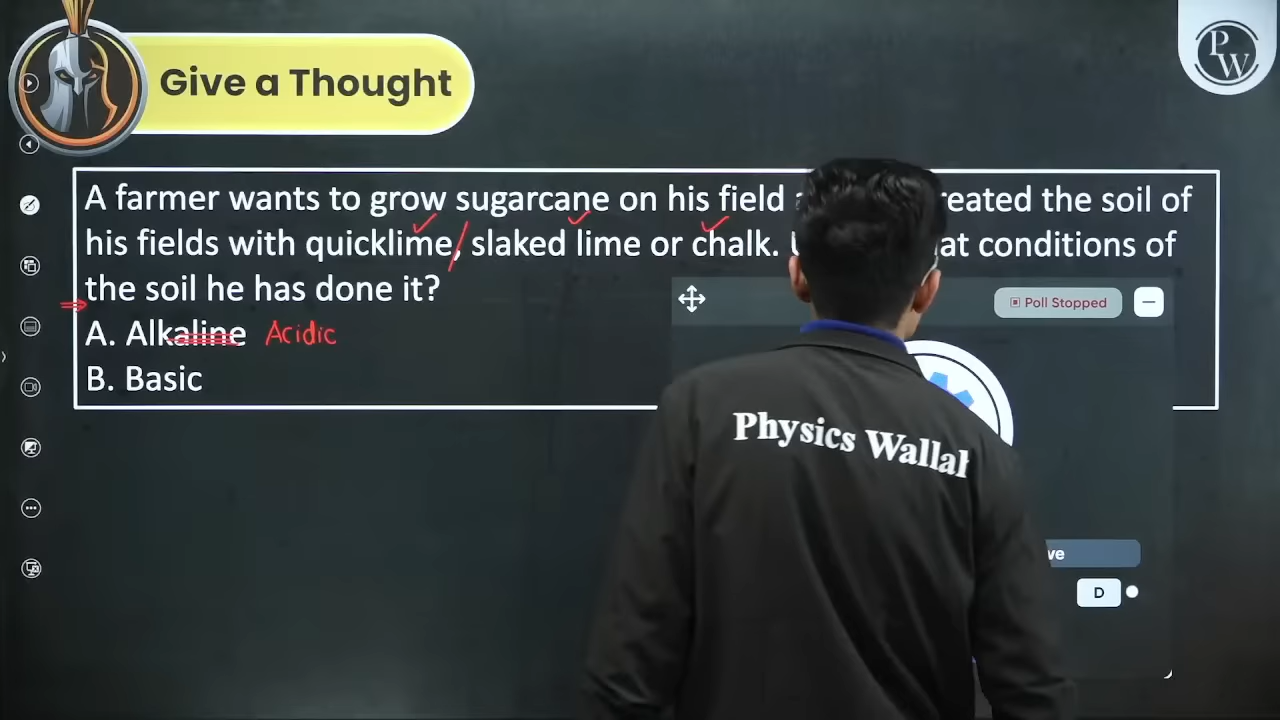 Give a Thought
PW
A farmer wants to grow sugarcane on his field reated the soil of
his fields with quicklime, slaked lime or chalk. at conditions of
the soil he has done it?
Poll Stopped
A. Alkaline Acidic
B. Basic
Physics Wallah
ve
D